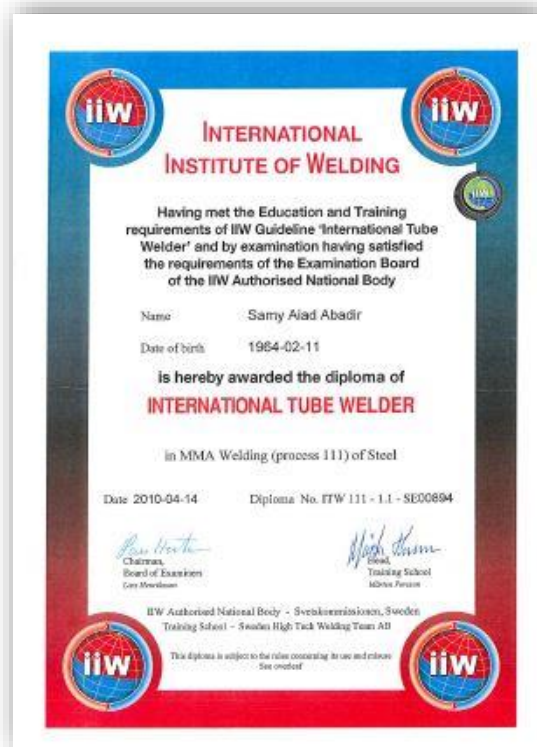 iiw
iiw
INTERNATIONAL
INSTITUTE OF WELDING
iiw
Having met the Education and Training
requirements of IIW Guideline 'International Tube
Welder' and by examination having satisfied
the requirements of the Examination Board
of the IIW Authorised National Body
Name Samy Aiad Abadir
Date of birth 1964-02-11
is hereby awarded the diploma of
INTERNATIONAL TUBE WELDER
in MMA Welding (process 111) of Steel
Date 2010-04-14 Diploma No. ITW 111 - 1.1 - SE00894
Chairman, Head,
Board of Examiners Training School
IIW Authorised National Body - Svetskommissionen, Sweden
Training School - Sweden High Tech Welding Team AB
This diploma is subject to the rules concerning its use and misuse
See overleaf
iiw
iiw